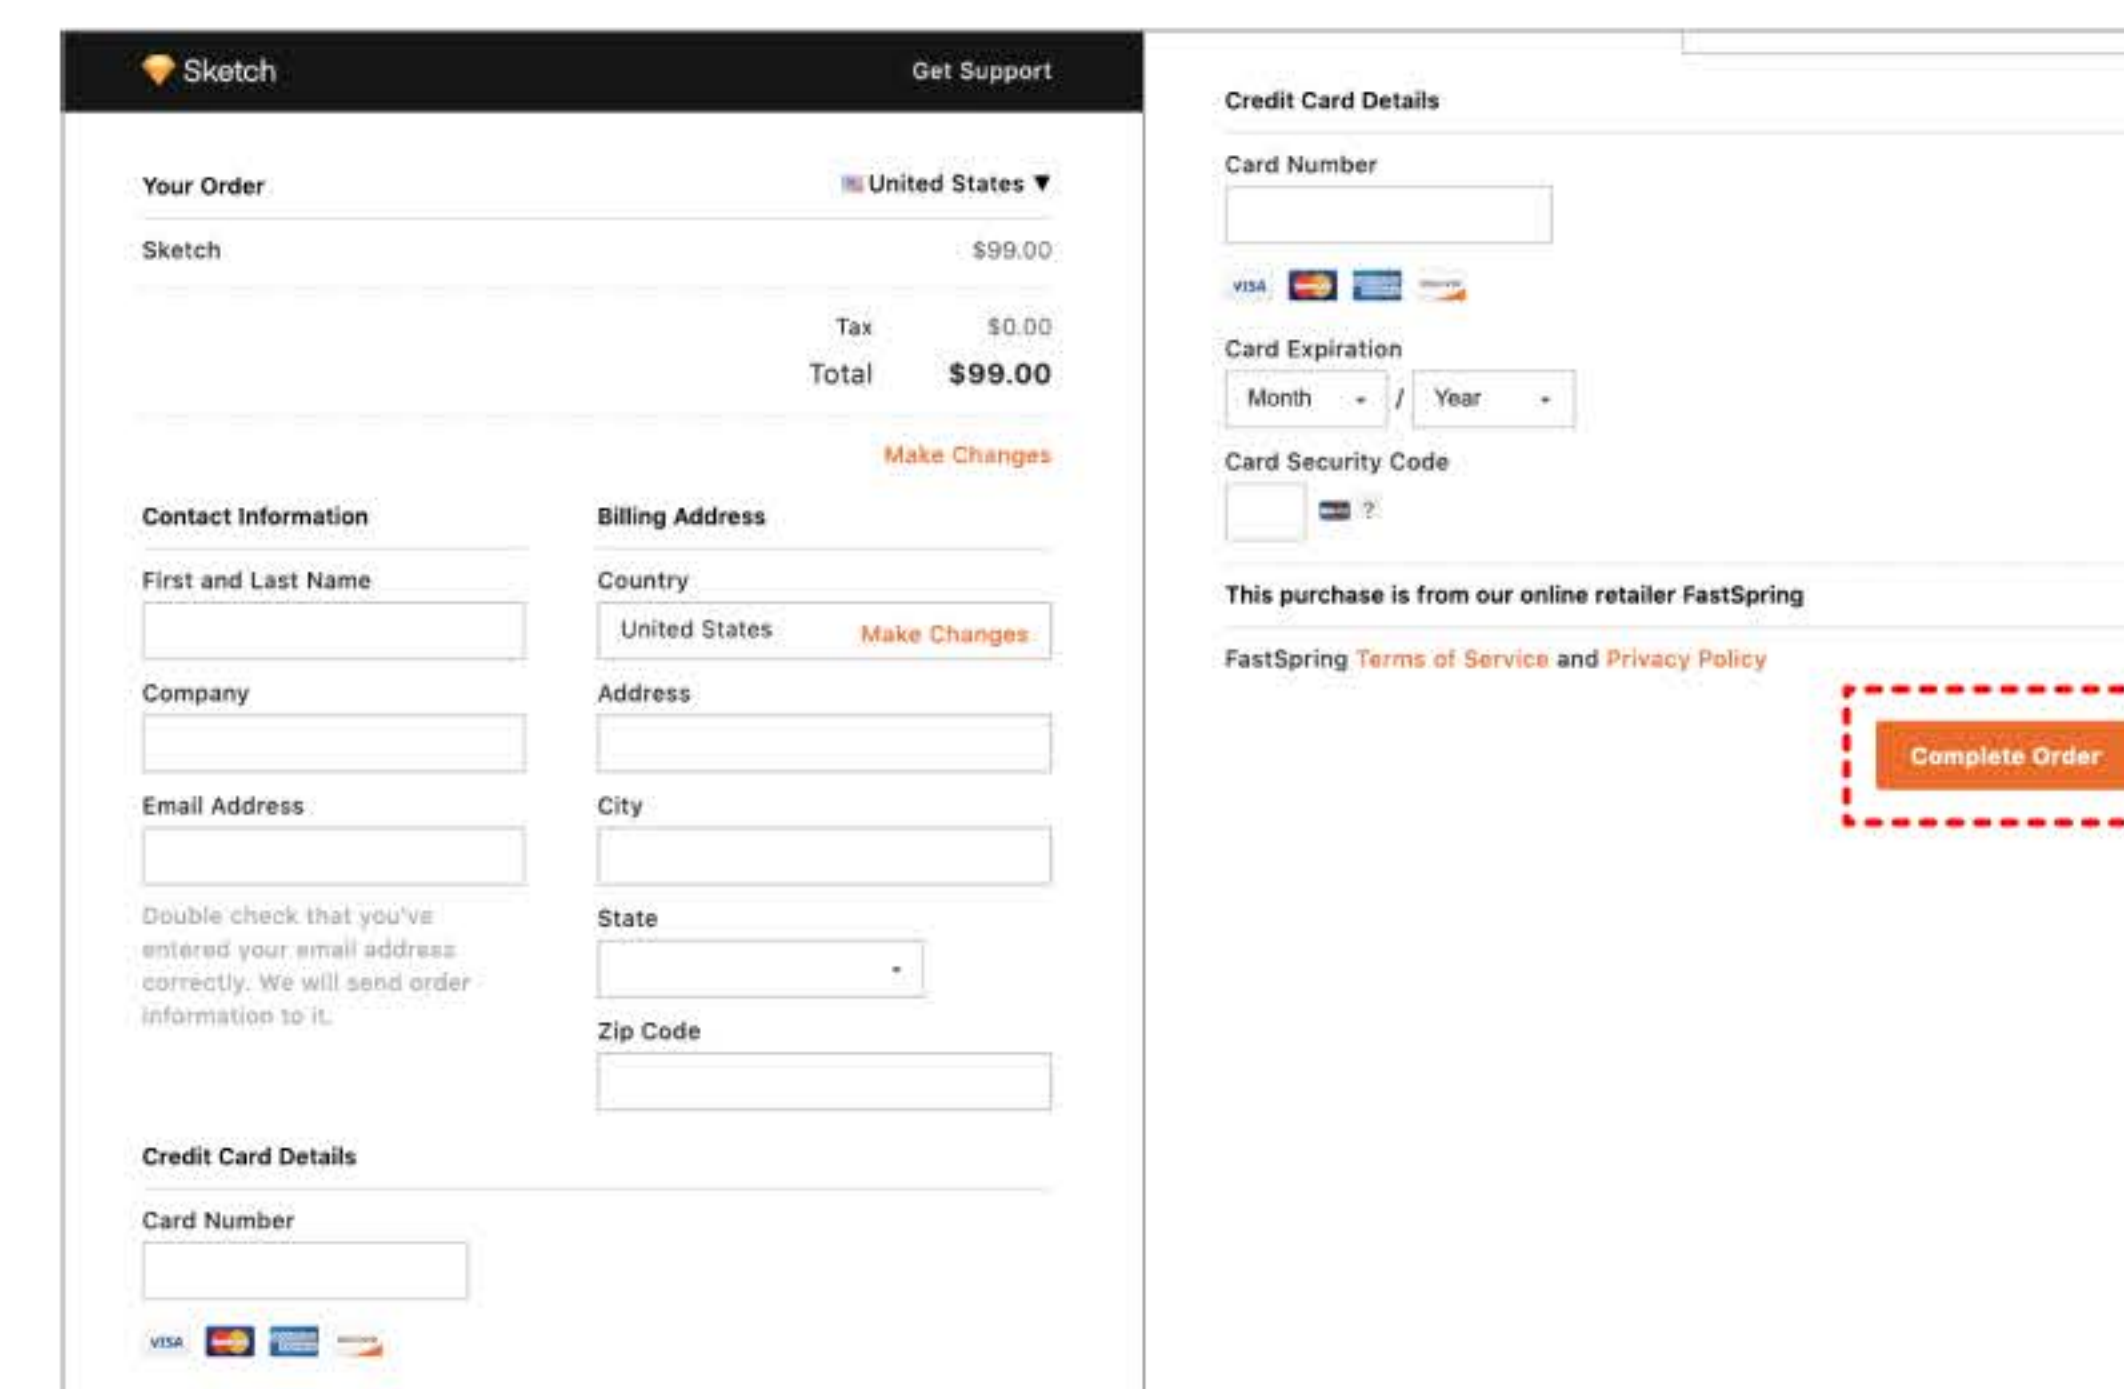 Sketch
Get Support
Your Order
United States ▼
Sketch
$99.00
Tax
$0.00
Total
$99.00
Make Changes
Contact Information
First and Last Name
Company
Email Address
Double check that you've
entered your email address
correctly. We will send order
information to it.
Billing Address
Country
United States
Make Changes
Address
City
State
Zip Code
Credit Card Details
Card Number
VISA
Credit Card Details
Card Number
VISA
Card Expiration
Month / Year
Card Security Code
?
This purchase is from our online retailer FastSpring
FastSpring Terms of Service and Privacy Policy
Complete Order